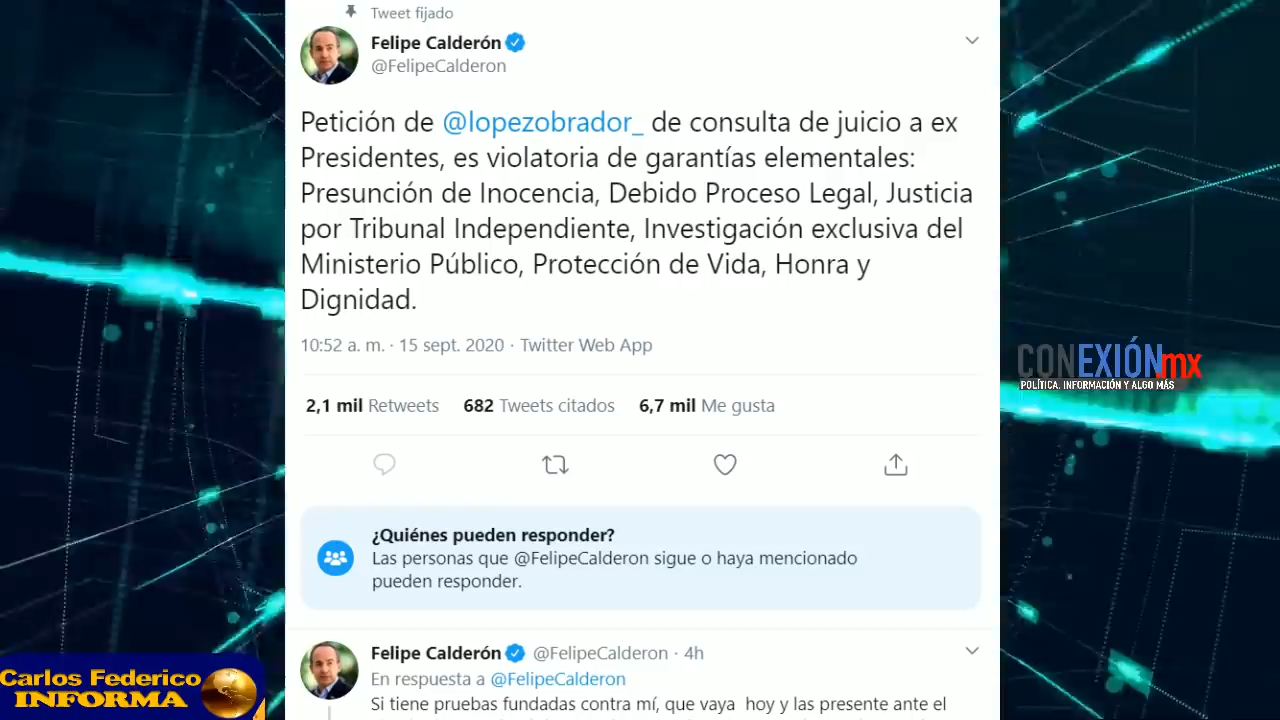 Tweet fijado
Felipe Calderón
@FelipeCalderon
Petición de @lopezobrador_ de consulta de juicio a ex
Presidentes, es violatoria de garantías elementales:
Presunción de Inocencia, Debido Proceso Legal, Justicia
por Tribunal Independiente, Investigación exclusiva del
Ministerio Público, Protección de Vida, Honra y
Dignidad.
10:52 a. m. · 15 sept. 2020 · Twitter Web App
2,1 mil Retweets 682 Tweets citados 6,7 mil Me gusta
¿Quiénes pueden responder?
Las personas que @FelipeCalderon sigue o haya mencionado
pueden responder.
Felipe Calderón @FelipeCalderon · 4h
En respuesta a @FelipeCalderon
Si tiene pruebas fundadas contra mí, que vaya hoy y las presente ante el
CONEXIÓN.mx
POLÍTICA, INFORMACIÓN Y ALGO MÁS
Carlos Federico
INFORMA